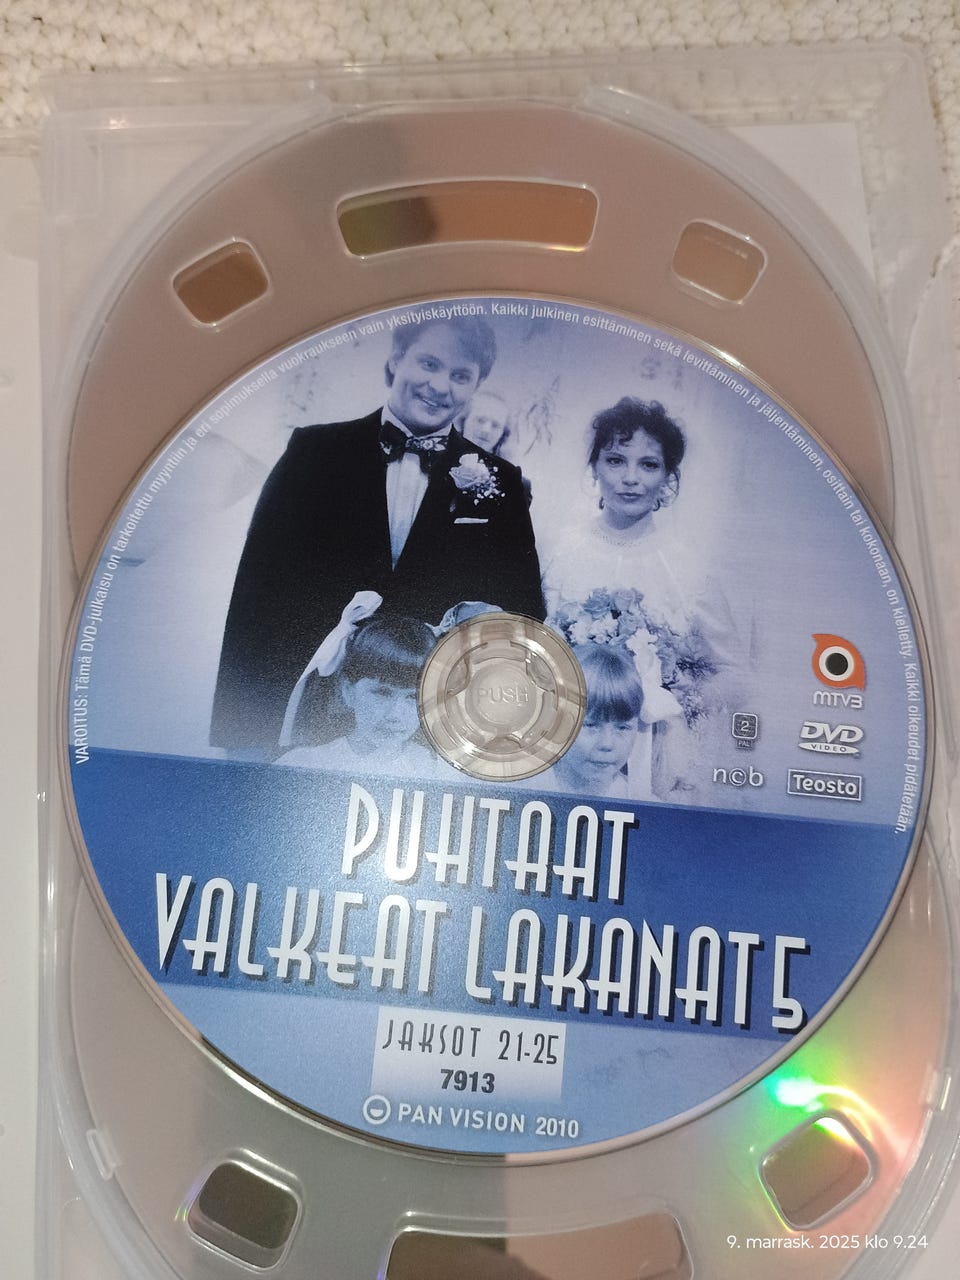 VAROITUS: Tämä DVD-julkaisu on tarkoitettu myyntiin ja eri sopimuksella vuokraukseen vain yksityiskäyttöön. Kaikki julkinen esittäminen sekä levittäminen ja jäljentäminen, osittain tai kokonaan, on kielletty. Kaikki oikeudet pidätetään.
PUSH
MTV3
2
PAL
DVD
VIDEO
n©b
Teosto
PUHTAAT
VALKEAT LAKANAT 5
JAKSOT 21-25
7913
PAN VISION 2010
9. marrask. 2025 klo 9.24